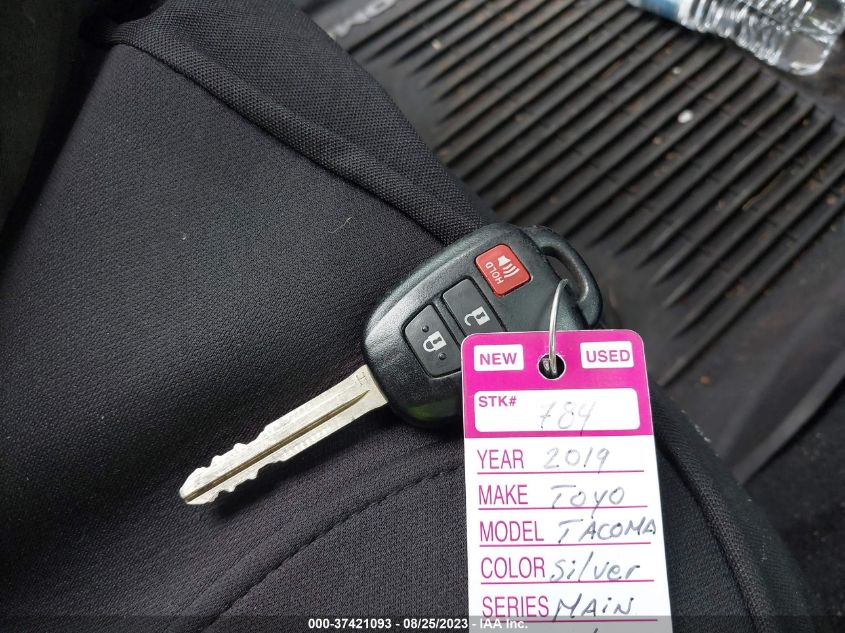 HOLD
NEW USED
STK# 784
YEAR 2019
MAKE TOYO
MODEL TACOMA
COLOR Silver
SERIES MAIN
000-37421093 - 08/25/2023 - IAA Inc.